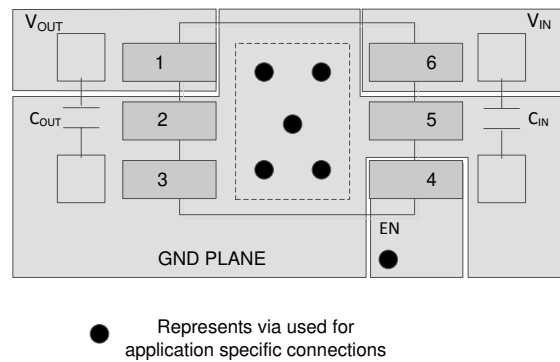 VOUT
VIN
1
6
COUT
2
5
CIN
3
4
EN
GND PLANE
Represents via used for
application specific connections